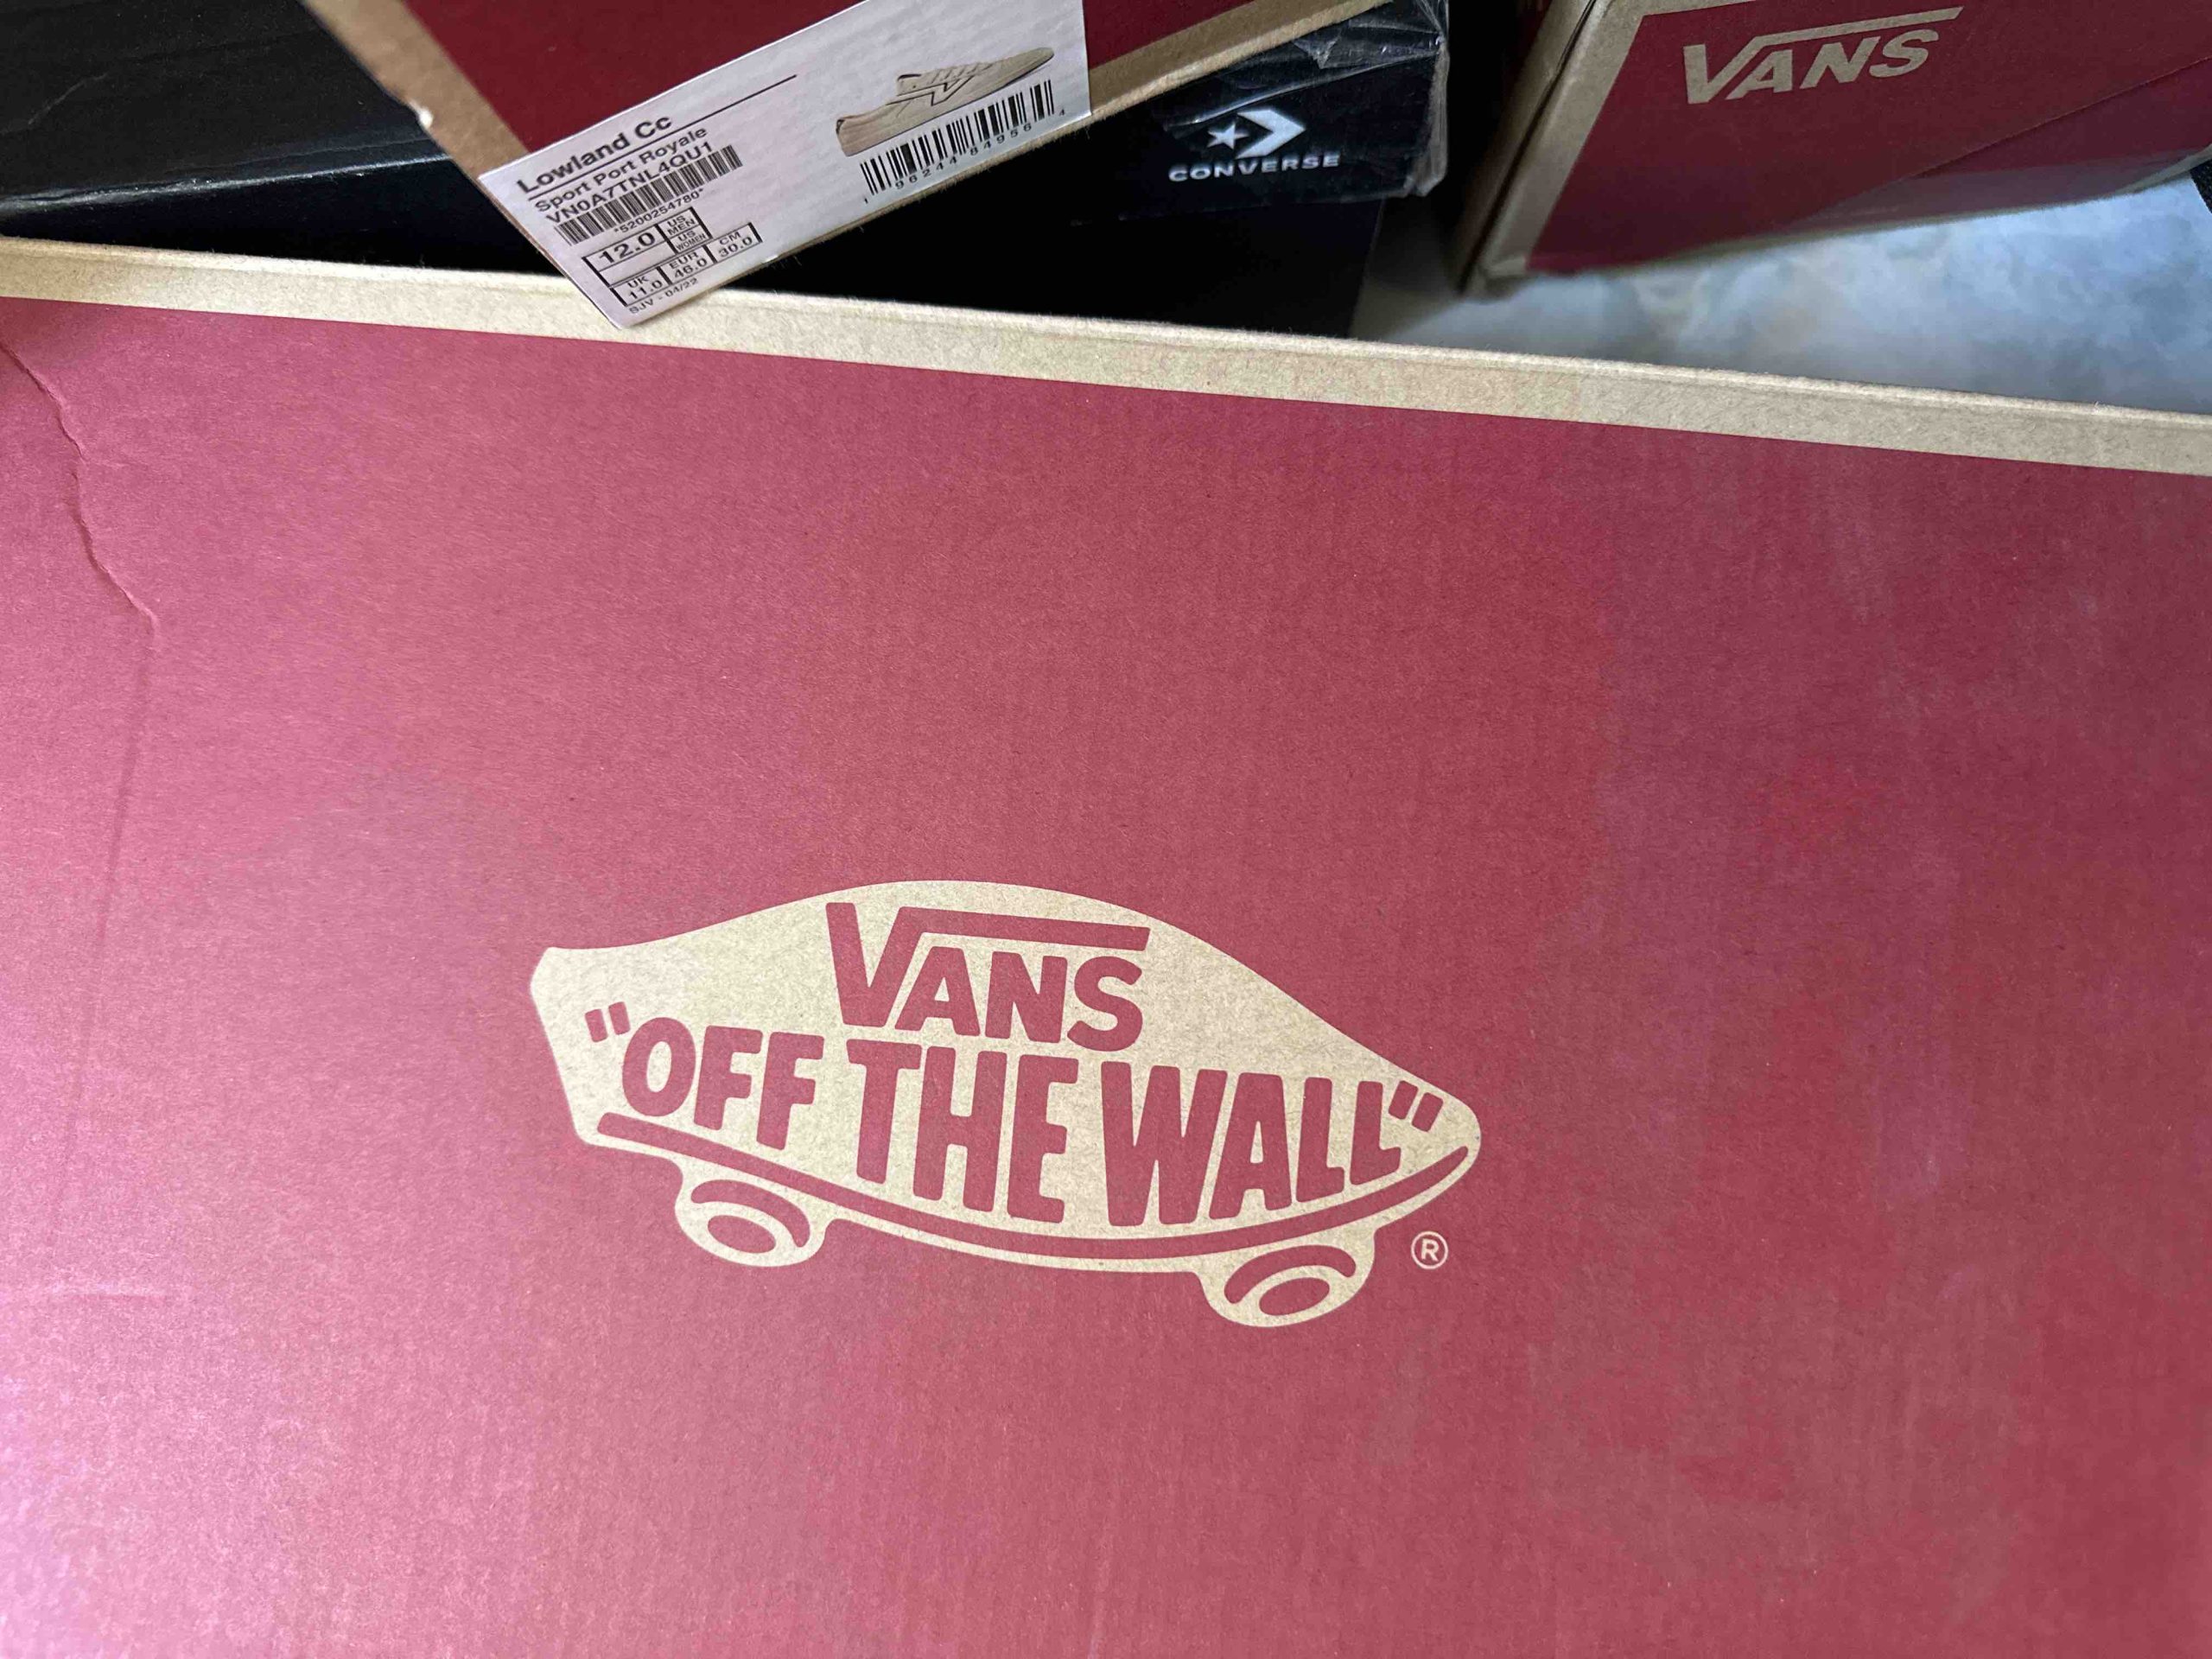 VANS
Lowland Cc
Sport Port Royale
VN0A7TNL4QU1
*5200254780*
12.0
US
MEN
US
WOMEN
UK
11.0
EUR
46.0
CM
30.0
SJV - 04/22
196244849564
CONVERSE
VANS
"OFF THE WALL"
®